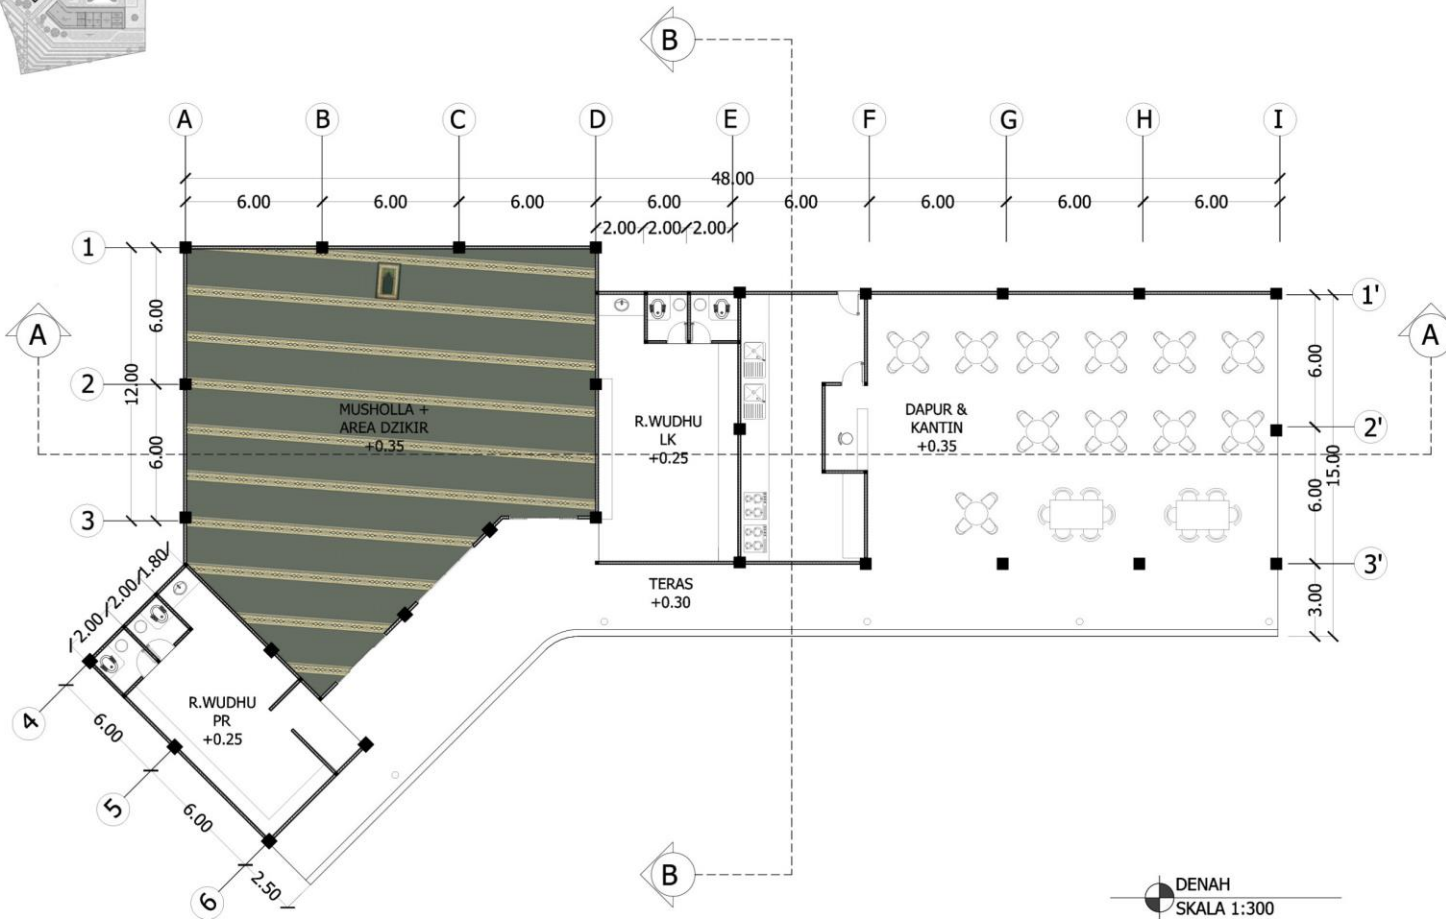 B
A
B
C
D
E
F
G
H
I
48.00
6.00
6.00
6.00
6.00
6.00
6.00
6.00
6.00
2.00
2.00
2.00
1
1'
6.00
6.00
A
A
2
12.00
MUSHOLLA +
AREA DZIKIR
+0.35
R.WUDHU
LK
+0.25
DAPUR &
KANTIN
+0.35
2'
6.00
6.00
15.00
3
3'
1.80
2.00
2.00
TERAS
+0.30
3.00
4
R.WUDHU
PR
+0.25
6.00
5
6.00
6
2.50
B
DENAH
SKALA 1:300